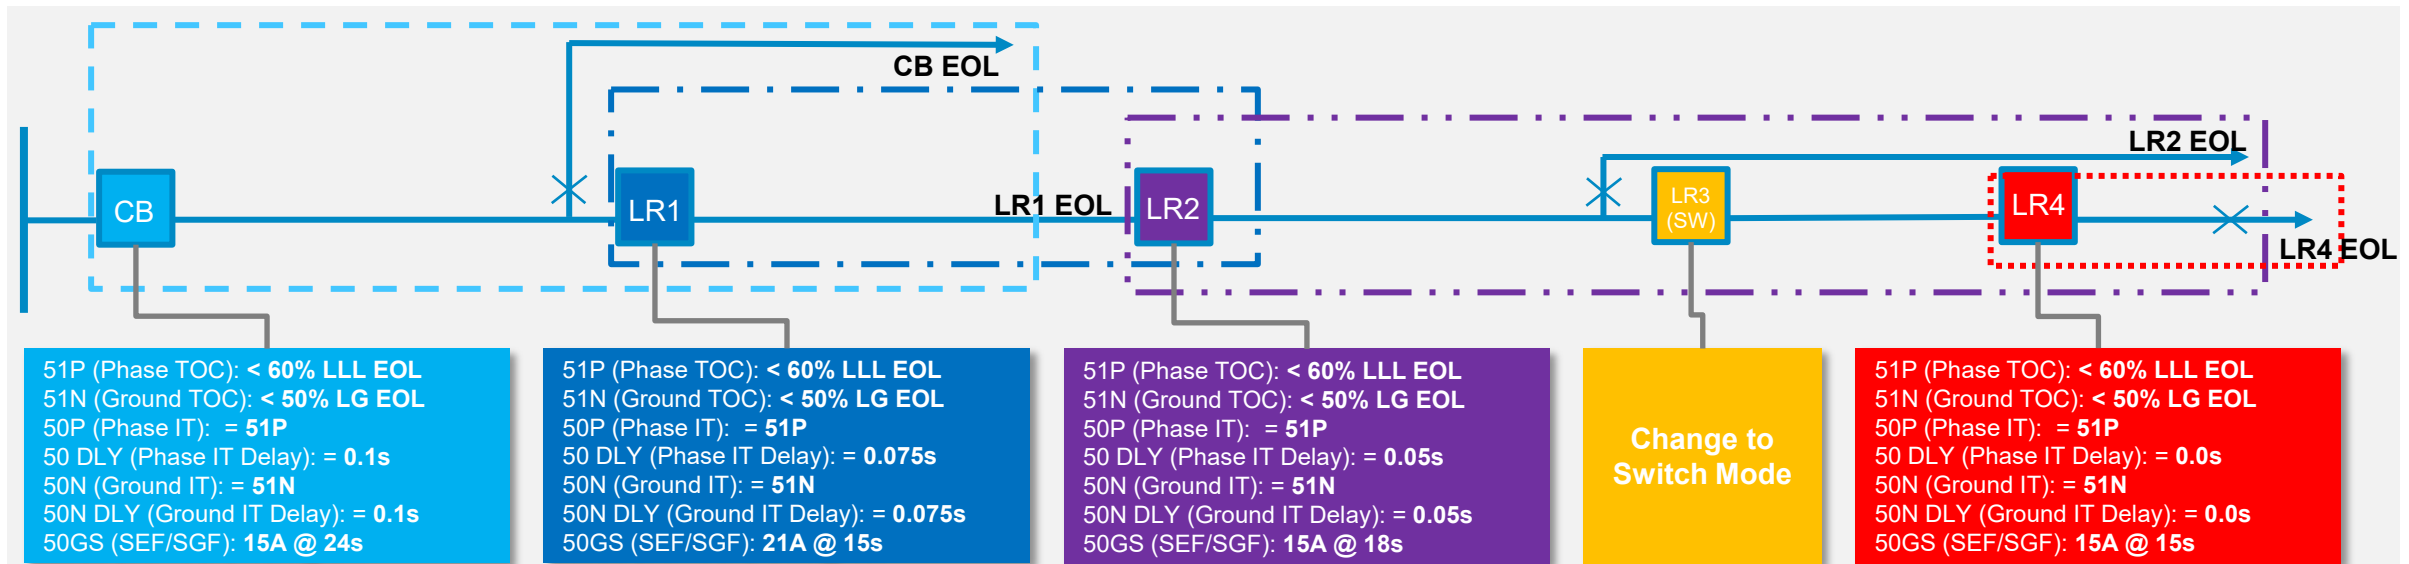 CB EOL
LR2 EOL
CB
LR1
LR1 EOL
LR2
LR3
(SW)
LR4
LR4 EOL
51P (Phase TOC): < 60% LLL EOL
51N (Ground TOC): < 50% LG EOL
50P (Phase IT):  = 51P
50 DLY (Phase IT Delay): = 0.1s
50N (Ground IT): = 51N
50N DLY (Ground IT Delay): = 0.1s
50GS (SEF/SGF): 15A @ 24s
51P (Phase TOC): < 60% LLL EOL
51N (Ground TOC): < 50% LG EOL
50P (Phase IT):  = 51P
50 DLY (Phase IT Delay): = 0.075s
50N (Ground IT): = 51N
50N DLY (Ground IT Delay): = 0.075s
50GS (SEF/SGF): 21A @ 15s
51P (Phase TOC): < 60% LLL EOL
51N (Ground TOC): < 50% LG EOL
50P (Phase IT):  = 51P
50 DLY (Phase IT Delay): = 0.05s
50N (Ground IT): = 51N
50N DLY (Ground IT Delay): = 0.05s
50GS (SEF/SGF): 15A @ 18s
Change to
Switch Mode
51P (Phase TOC): < 60% LLL EOL
51N (Ground TOC): < 50% LG EOL
50P (Phase IT):  = 51P
50 DLY (Phase IT Delay): = 0.0s
50N (Ground IT): = 51N
50N DLY (Ground IT Delay): = 0.0s
50GS (SEF/SGF): 15A @ 15s